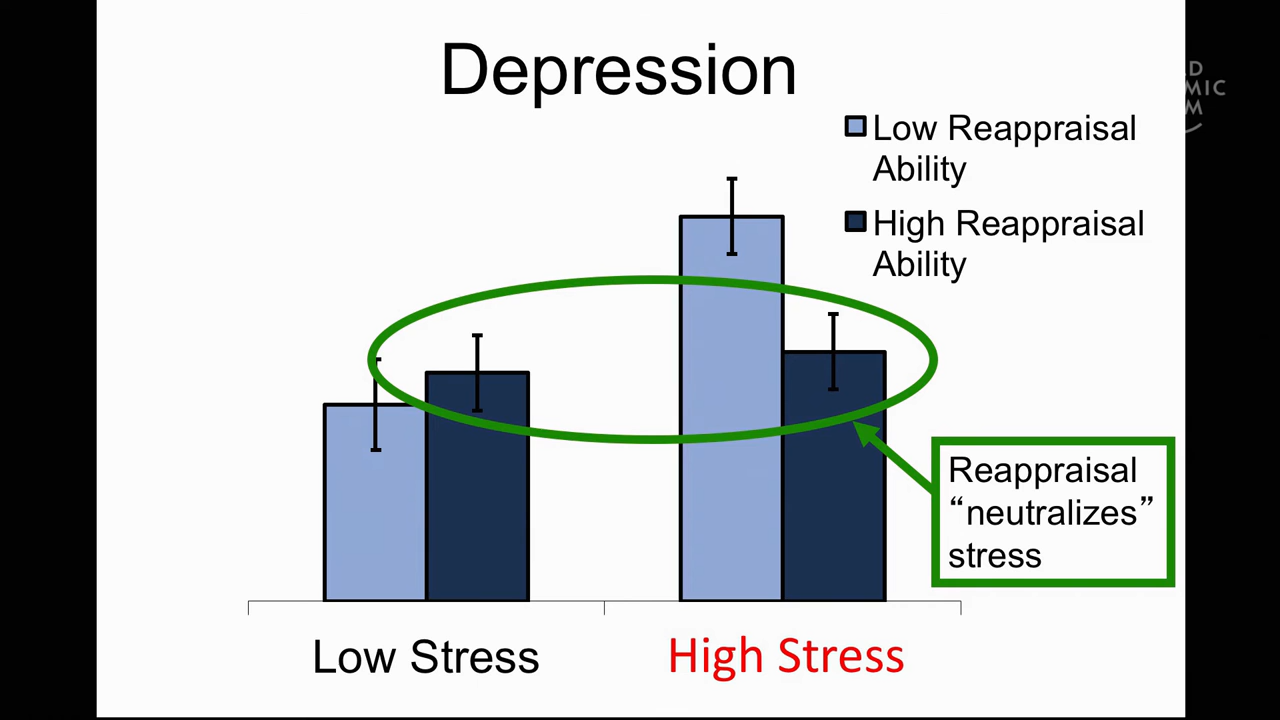 Depression
Low Reappraisal
Ability
High Reappraisal
Ability
Reappraisal
“neutralizes”
stress
Low Stress
High Stress